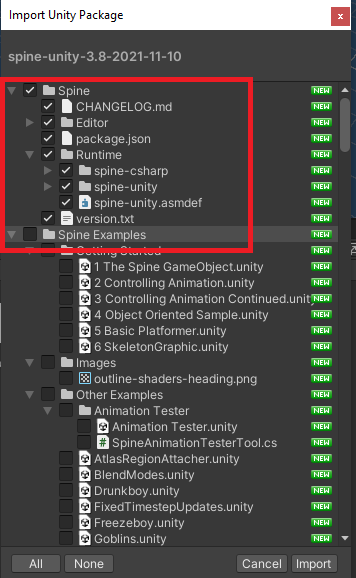 Import Unity Package
x
spine-unity-3.8-2021-11-10
Spine NEW
CHANGELOG.md NEW
Editor NEW
package.json NEW
Runtime NEW
spine-csharp NEW
spine-unity NEW
spine-unity.asmdef NEW
version.txt NEW
Spine Examples NEW
Getting Started NEW
1 The Spine GameObject.unity NEW
2 Controlling Animation.unity NEW
3 Controlling Animation Continued.unity NEW
4 Object Oriented Sample.unity NEW
5 Basic Platformer.unity NEW
6 SkeletonGraphic.unity NEW
Images NEW
outline-shaders-heading.png NEW
Other Examples NEW
Animation Tester NEW
Animation Tester.unity NEW
SpineAnimationTesterTool.cs NEW
AtlasRegionAttacher.unity NEW
BlendModes.unity NEW
Drunkboy.unity NEW
FixedTimestepUpdates.unity NEW
Freezeboy.unity NEW
Goblins.unity NEW
All None Cancel Import